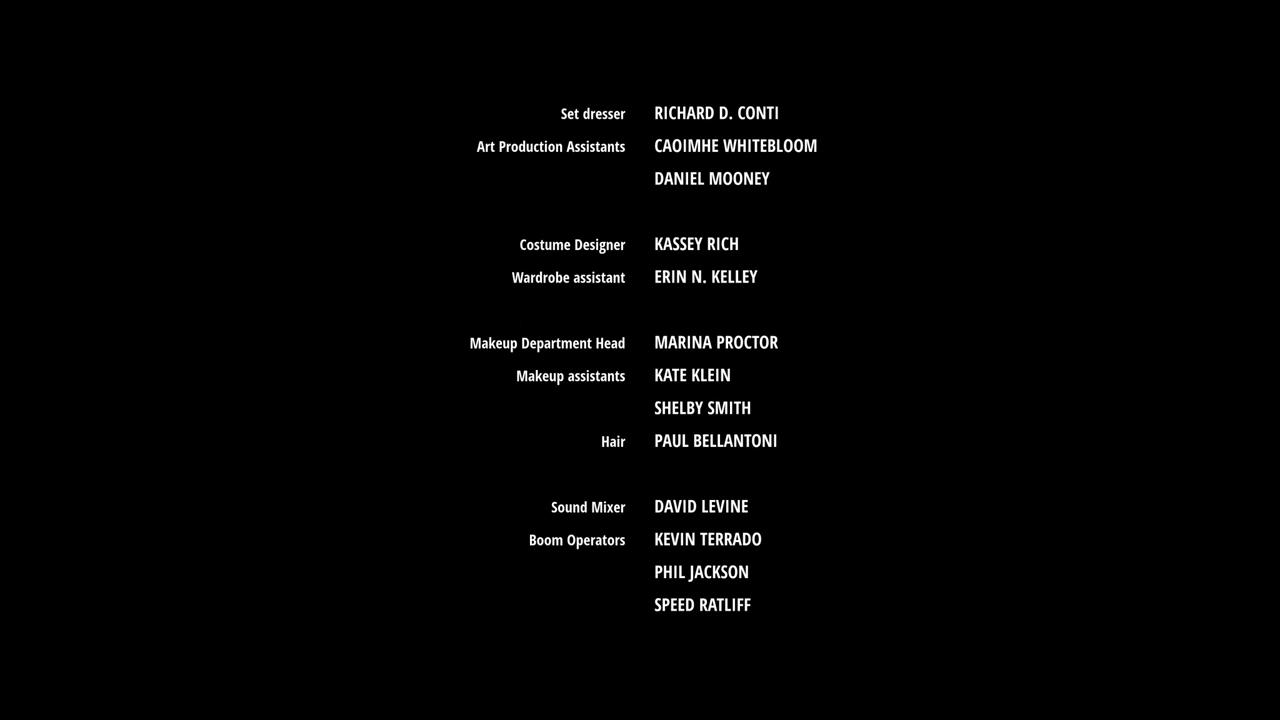 Set dresser RICHARD D. CONTI
Art Production Assistants CAOIMHE WHITEBLOOM
DANIEL MOONEY
Costume Designer KASSEY RICH
Wardrobe assistant ERIN N. KELLEY
Makeup Department Head MARINA PROCTOR
Makeup assistants KATE KLEIN
SHELBY SMITH
Hair PAUL BELLANTONI
Sound Mixer DAVID LEVINE
Boom Operators KEVIN TERRADO
PHIL JACKSON
SPEED RATLIFF